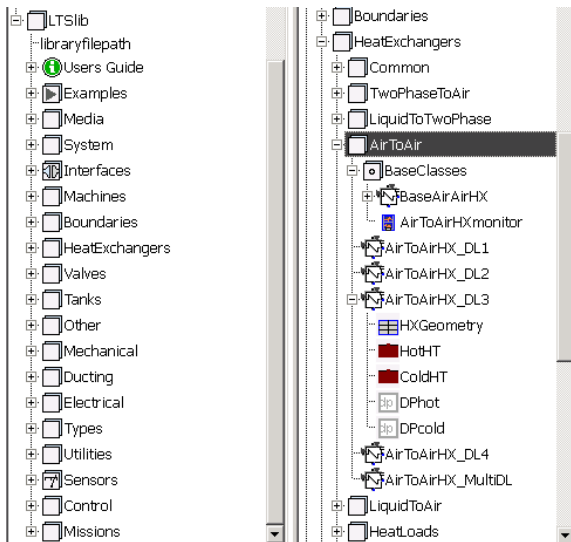 LTSlib
libraryfilepath
Users Guide
Examples
Media
System
Interfaces
Machines
Boundaries
HeatExchangers
Valves
Tanks
Other
Mechanical
Ducting
Electrical
Types
Utilities
Sensors
Control
Missions
Boundaries
HeatExchangers
Common
TwoPhaseToAir
LiquidToTwoPhase
AirToAir
BaseClasses
BaseAirAirHX
AirToAirHXmonitor
AirToAirHX_DL1
AirToAirHX_DL2
AirToAirHX_DL3
HXGeometry
HotHT
ColdHT
dp DPhot
dp DPcold
AirToAirHX_DL4
AirToAirHX_MultiDL
LiquidToAir
HeatLoads